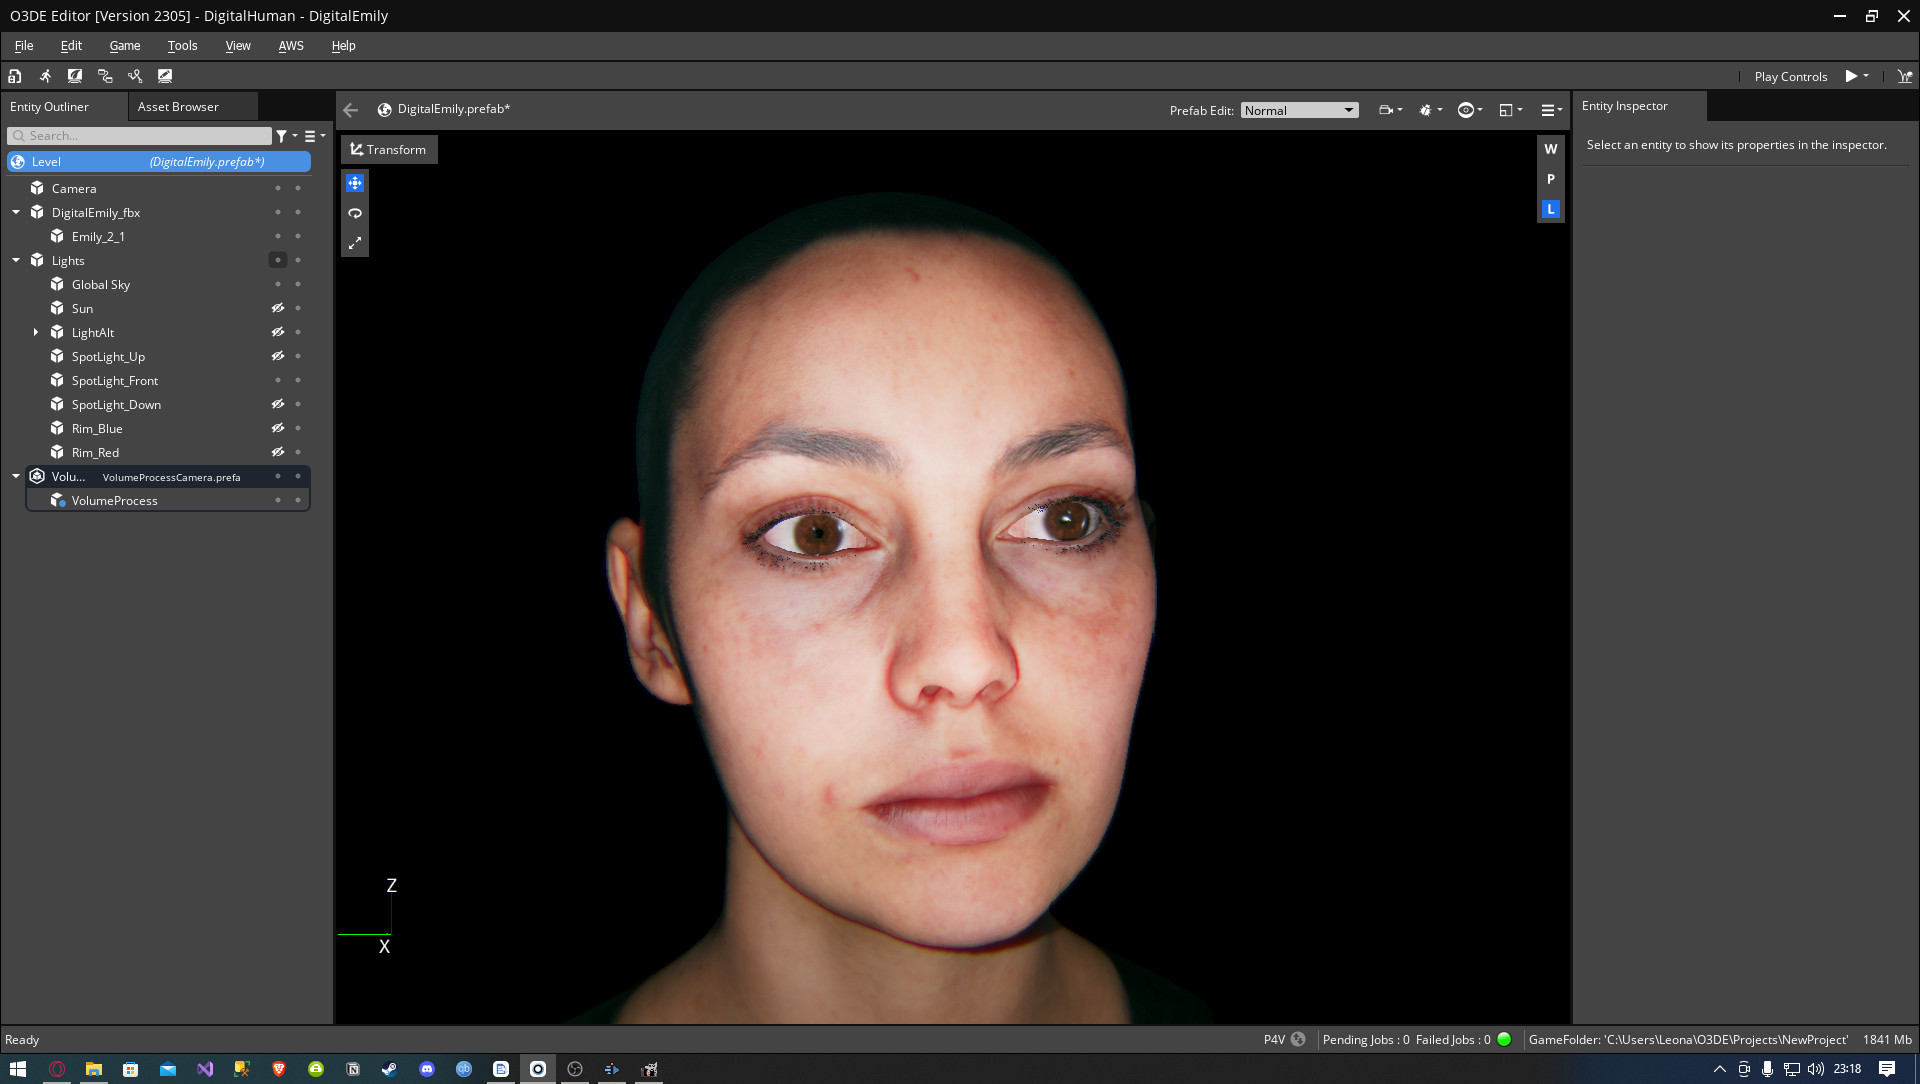 O3DE Editor [Version 2305] - DigitalHuman - DigitalEmily
File Edit Game Tools View AWS Help
Play Controls
Entity Outliner Asset Browser
DigitalEmily.prefab*
Prefab Edit: Normal
Entity Inspector
Search...
Level (DigitalEmily.prefab*)
Camera
DigitalEmily_fbx
Emily_2_1
Lights
Global Sky
Sun
LightAlt
SpotLight_Up
SpotLight_Front
SpotLight_Down
Rim_Blue
Rim_Red
Volu... VolumeProcessCamera.prefa
VolumeProcess
Transform
W
P
L
Select an entity to show its properties in the inspector.
Z
X
Ready
P4V
Pending Jobs : 0 Failed Jobs : 0
GameFolder: 'C:\Users\Leona\O3DE\Projects\NewProject'
1841 Mb
23:18